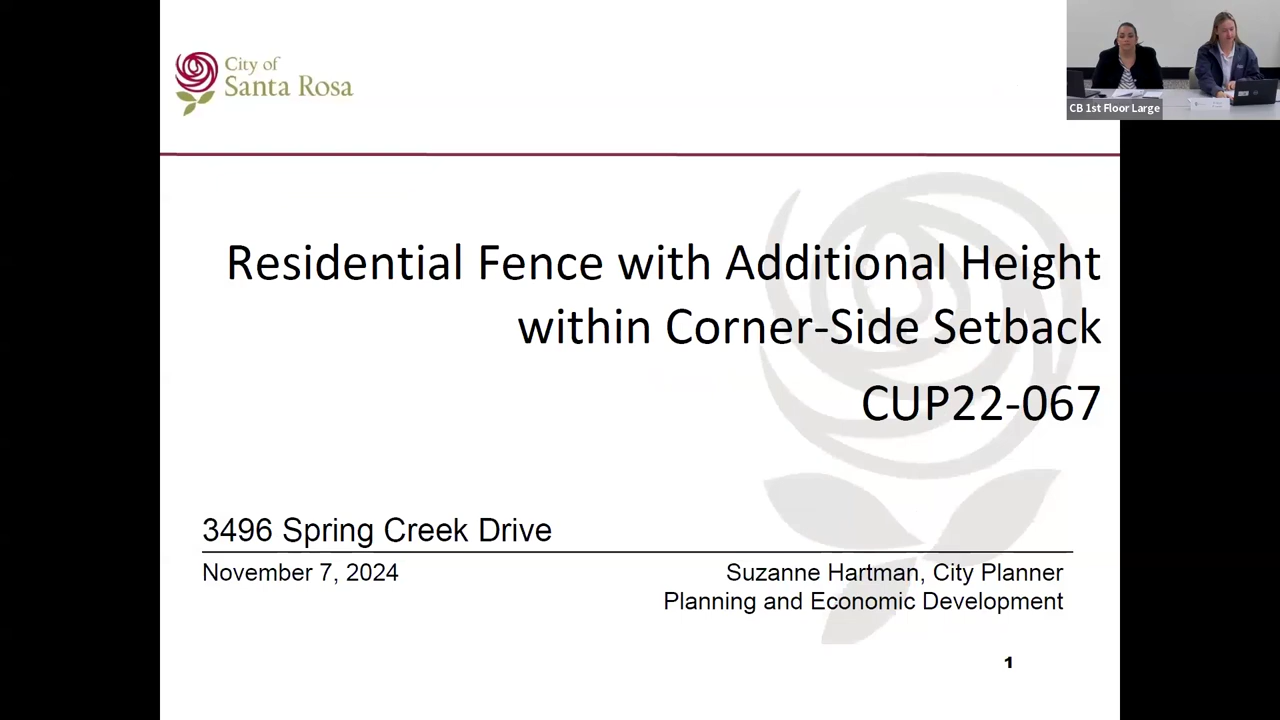 City of
Santa Rosa
CB 1st Floor Large
Residential Fence with Additional Height
within Corner-Side Setback
CUP22-067
3496 Spring Creek Drive
November 7, 2024
Suzanne Hartman, City Planner
Planning and Economic Development
1